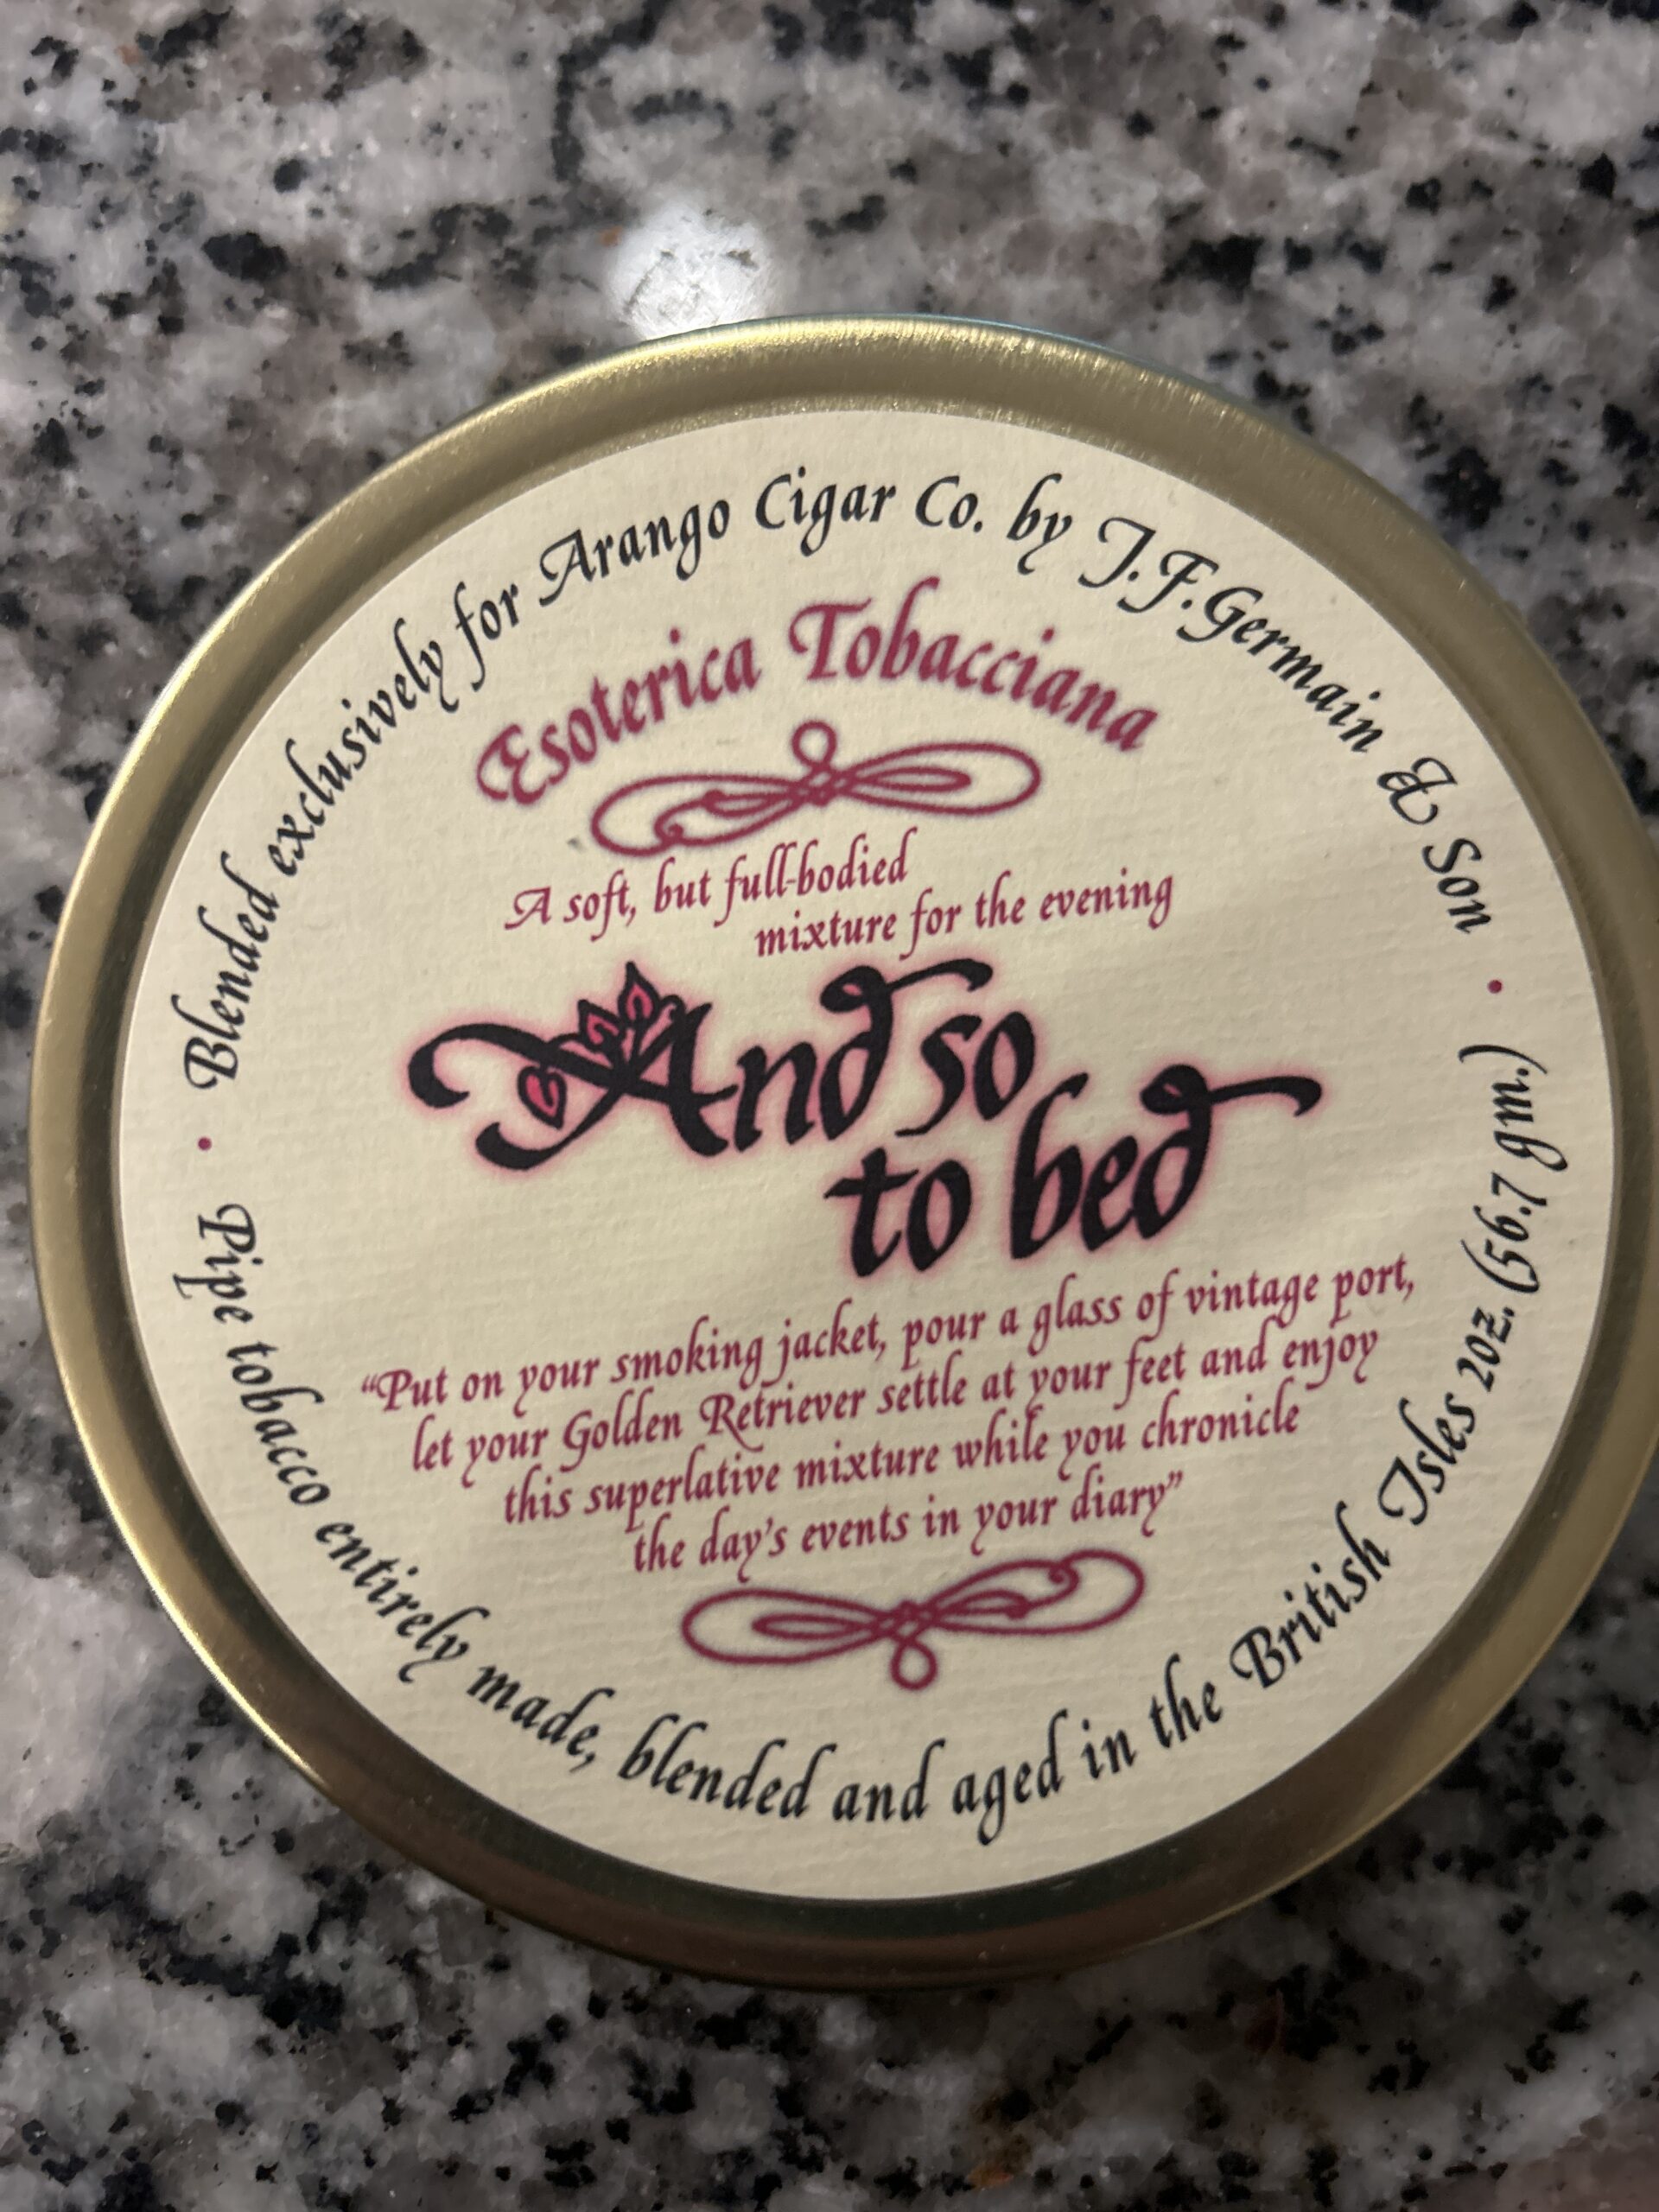 Blended exclusively for Arango Cigar Co. by J.F.Germain & Son
Esoterica Tobacciana
A soft, but full-bodied
mixture for the evening
And so
to bed
“Put on your smoking jacket, pour a glass of vintage port,
let your Golden Retriever settle at your feet and enjoy
this superlative mixture while you chronicle
the day's events in your diary”
Pipe tobacco entirely made, blended and aged in the British Isles 2oz. (56.7 gm.)